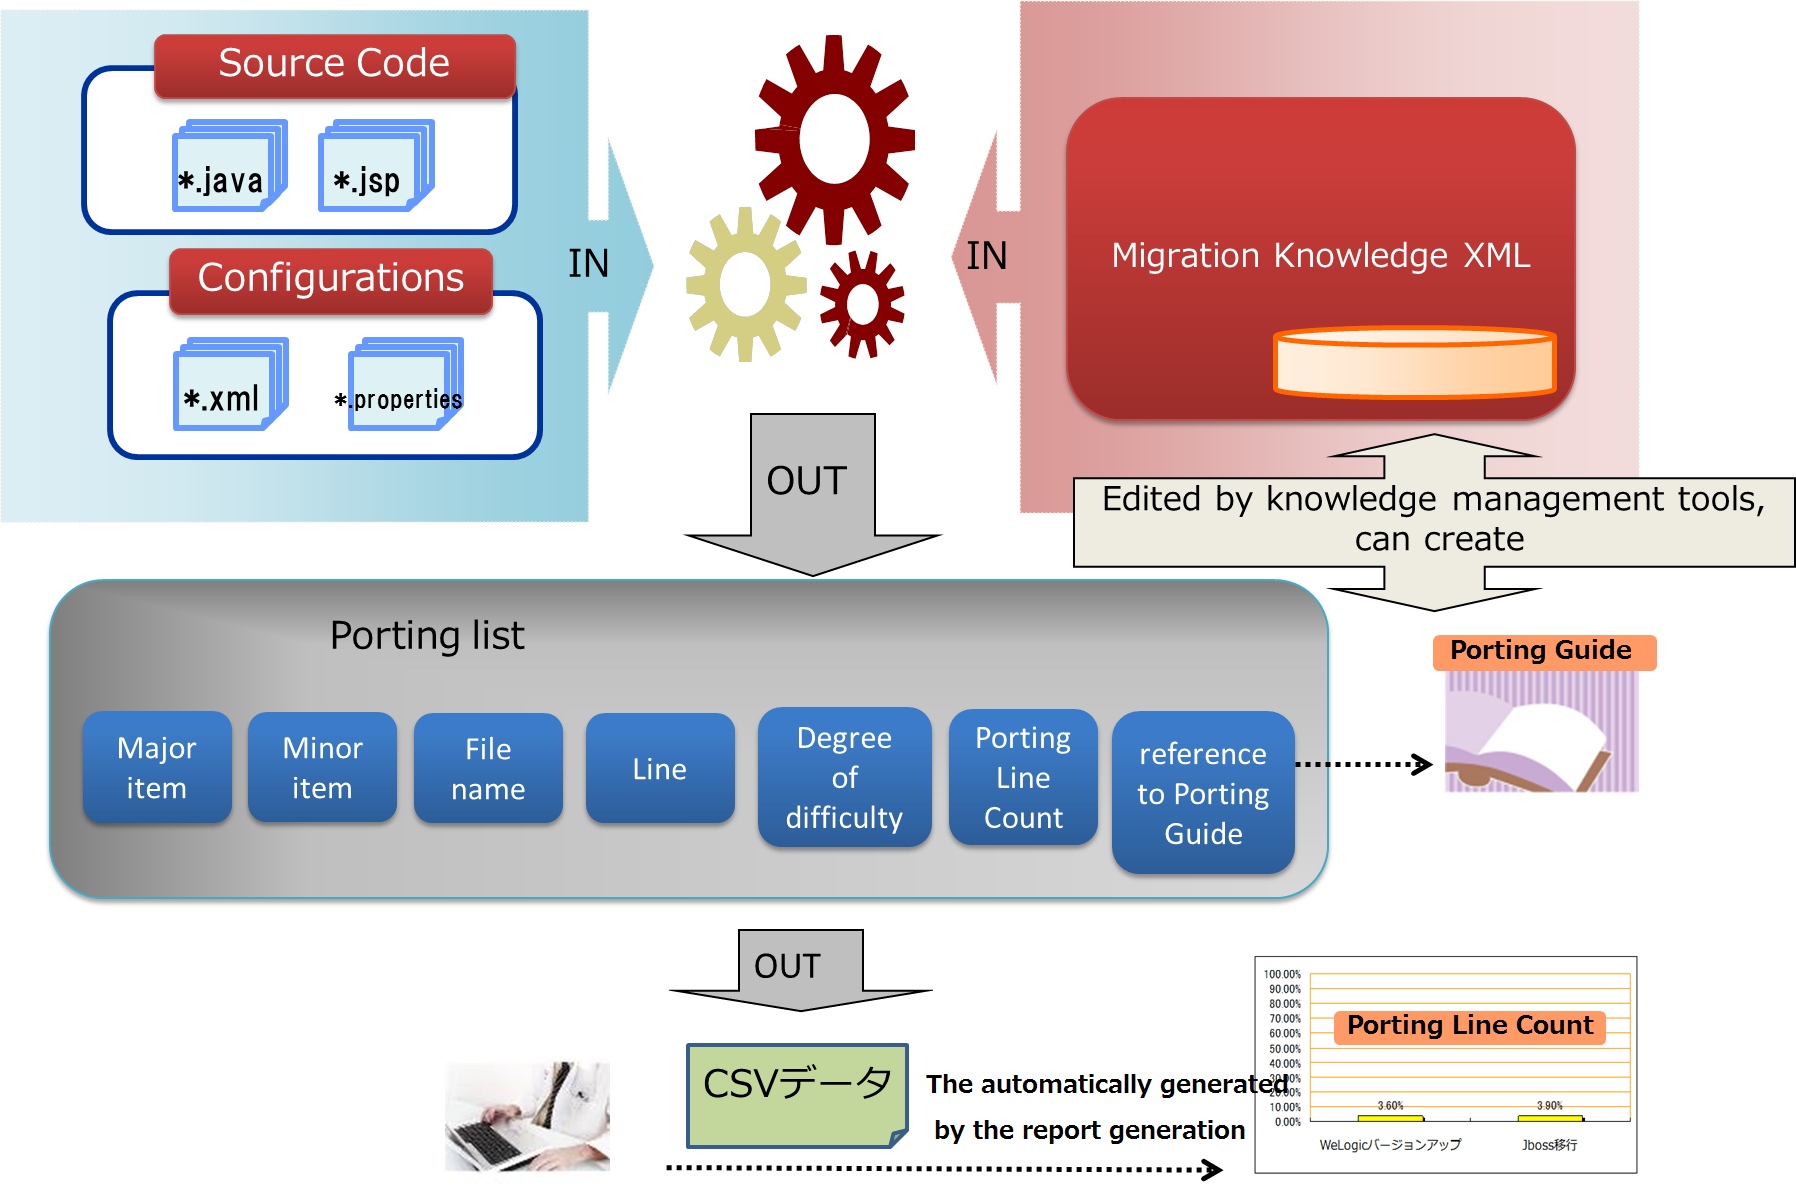 Source Code
*.java
*.jsp
Configurations
*.xml
*.properties
IN
IN
Migration Knowledge XML
OUT
Edited by knowledge management tools,
can create
Porting list
Major
item
Minor
item
File
name
Line
Degree
of
difficulty
Porting
Line
Count
reference
to Porting
Guide
Porting Guide
OUT
CSVデータ
The automatically generated
by the report generation
100.00%
90.00%
80.00%
70.00%
60.00%
50.00%
40.00%
30.00%
20.00%
10.00%
0.00%
Porting Line Count
3.60%
3.90%
WeLogicバージョンアップ
Jboss移行